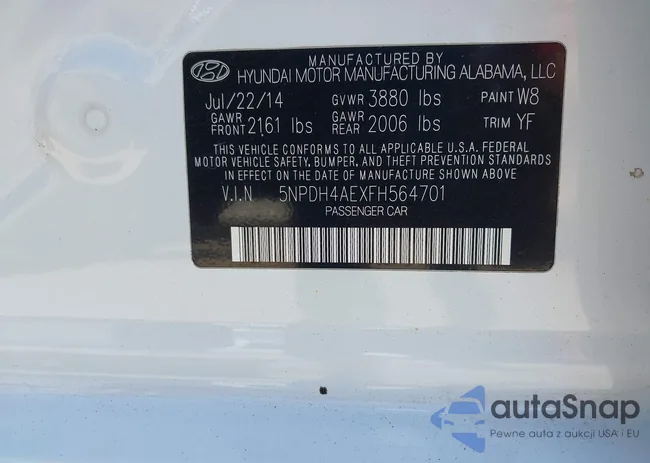 MANUFACTURED BY
HYUNDAI MOTOR MANUFACTURING ALABAMA, LLC
Jul/22/14 GVWR 3880 lbs PAINT W8
GAWR FRONT 2161 lbs GAWR REAR 2006 lbs TRIM YF
THIS VEHICLE CONFORMS TO ALL APPLICABLE U.S.A. FEDERAL
MOTOR VEHICLE SAFETY, BUMPER, AND THEFT PREVENTION STANDARDS
IN EFFECT ON THE DATE OF MANUFACTURE SHOWN ABOVE
V.I.N 5NPDH4AEXFH564701
PASSENGER CAR
autaSnap
Pewne auta z aukcji USA i EU